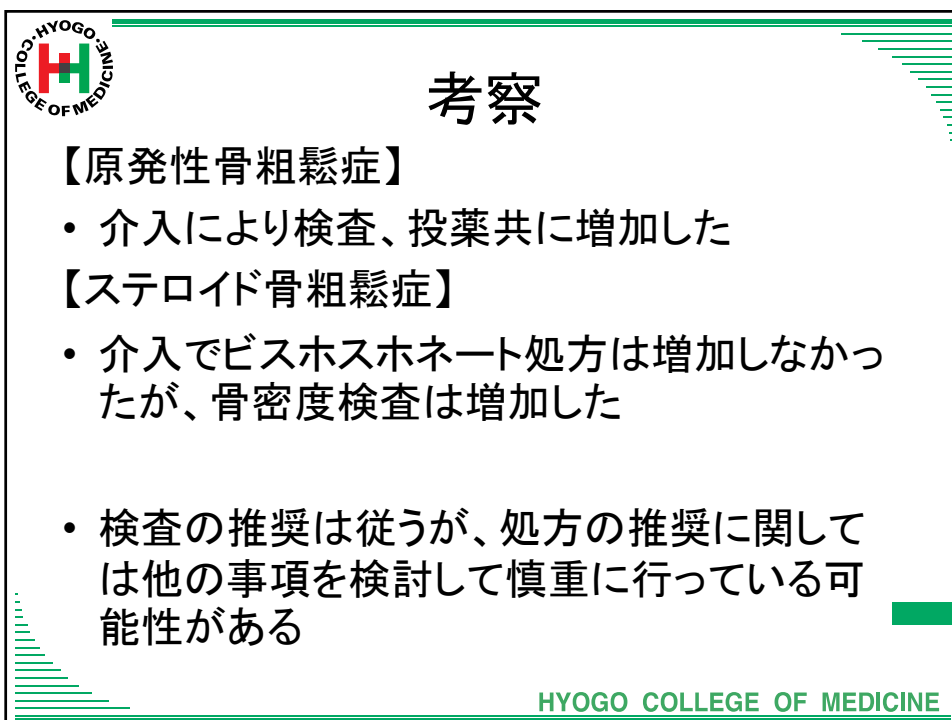 HYOGO・COLLEGE OF MEDICINE・
考察
【原発性骨粗鬆症】
• 介入により検査、投薬共に増加した
【ステロイド骨粗鬆症】
• 介入でビスホスホネート処方は増加しなかっ
たが、骨密度検査は増加した
• 検査の推奨は従うが、処方の推奨に関して
は他の事項を検討して慎重に行っている可
能性がある
HYOGO COLLEGE OF MEDICINE